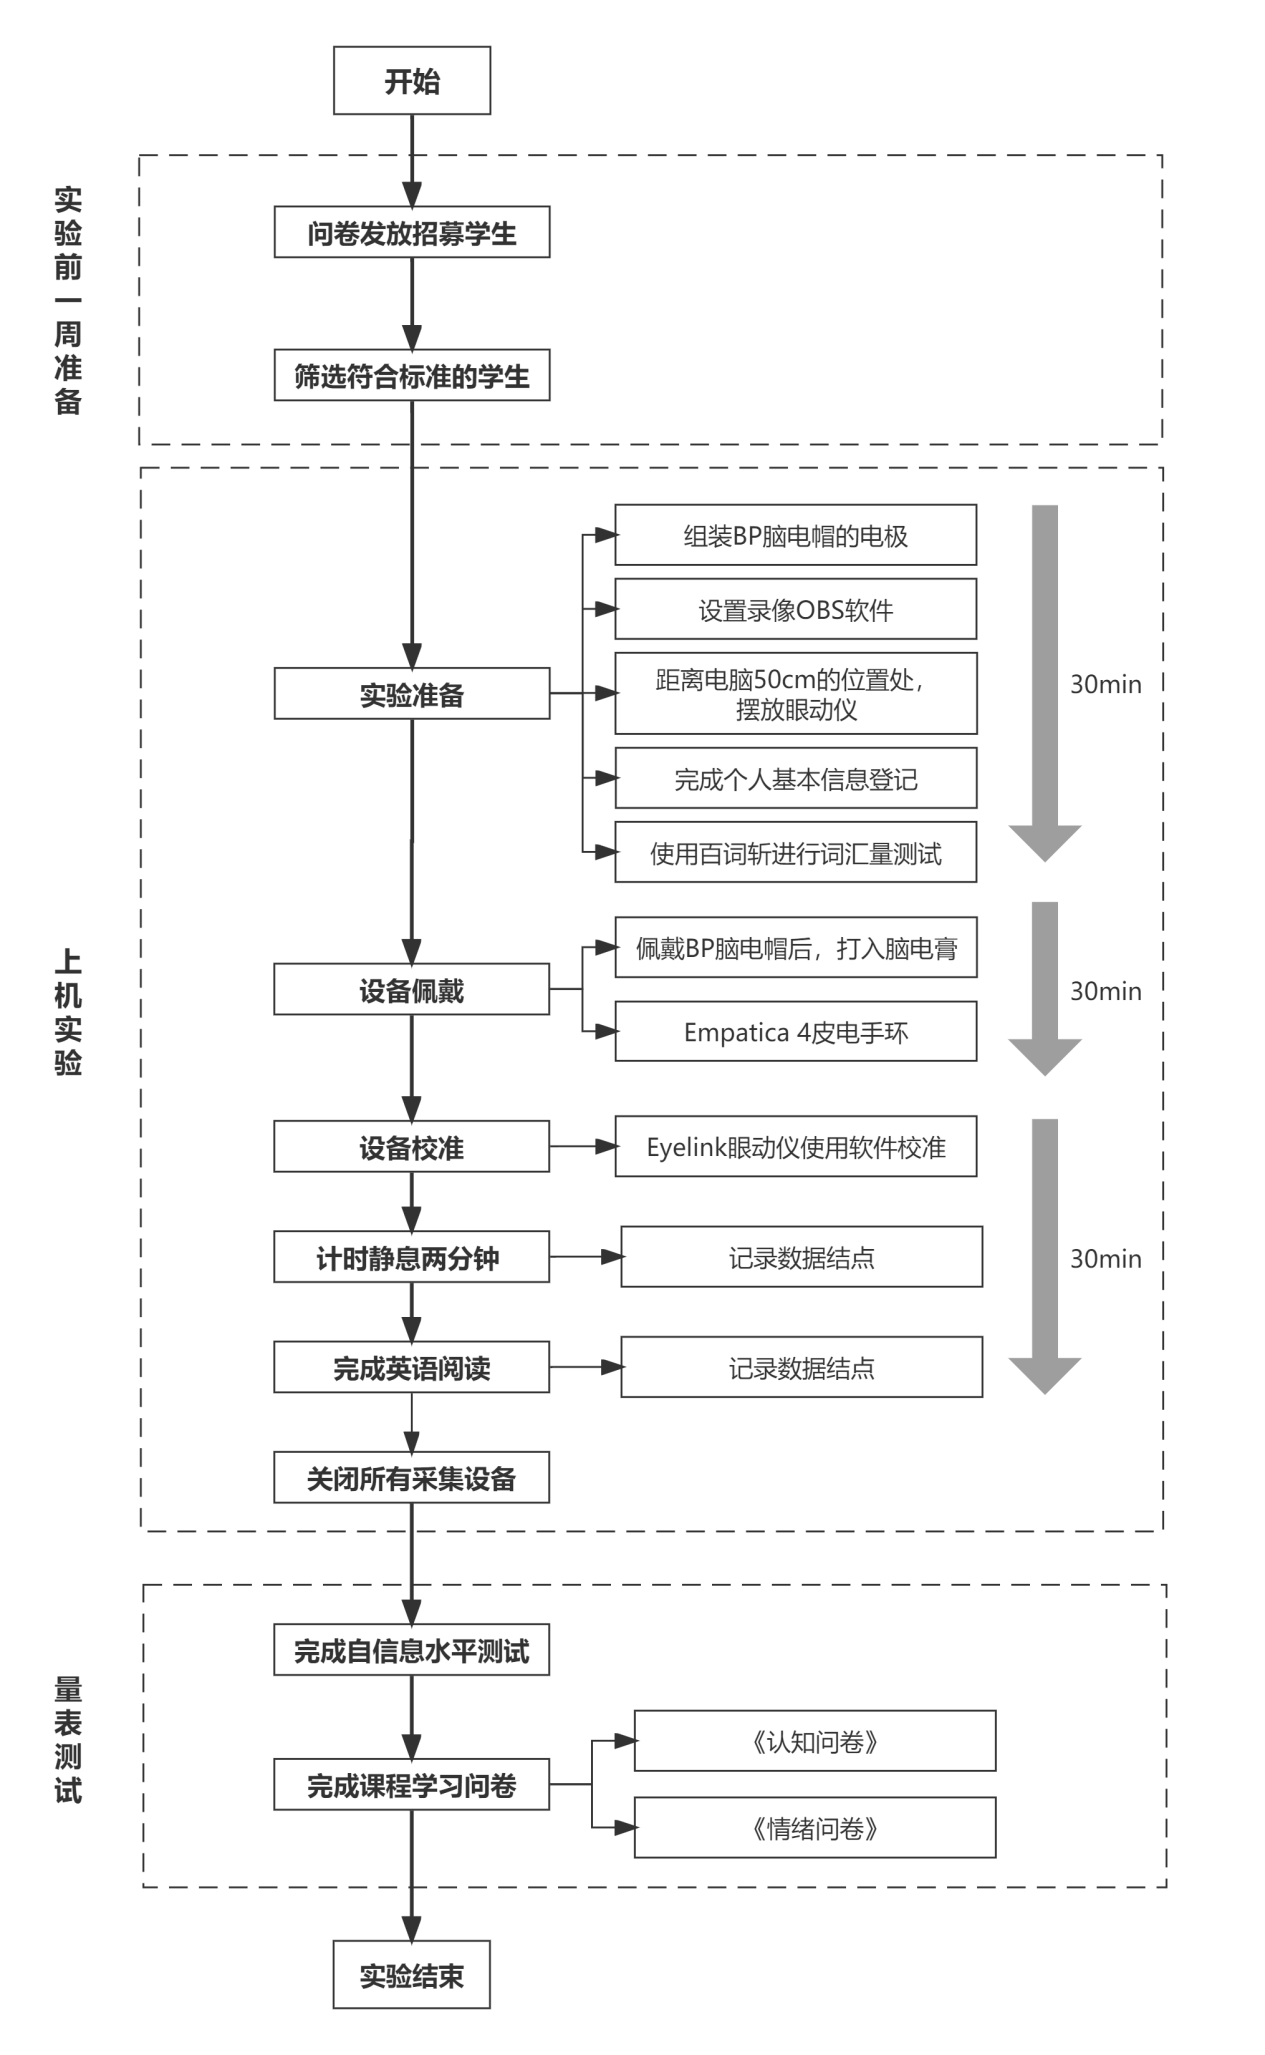 开始
实验前一周准备
问卷发放招募学生
筛选符合标准的学生
上机实验
实验准备
组装BP脑电帽的电极
设置录像OBS软件
距离电脑50cm的位置处，
摆放眼动仪
完成个人基本信息登记
使用百词斩进行词汇量测试
30min
设备佩戴
佩戴BP脑电帽后，打入脑电膏
Empatica 4皮电手环
30min
设备校准
Eyelink眼动仪使用软件校准
计时静息两分钟
记录数据结点
30min
完成英语阅读
记录数据结点
关闭所有采集设备
量表测试
完成自信息水平测试
完成课程学习问卷
《认知问卷》
《情绪问卷》
实验结束